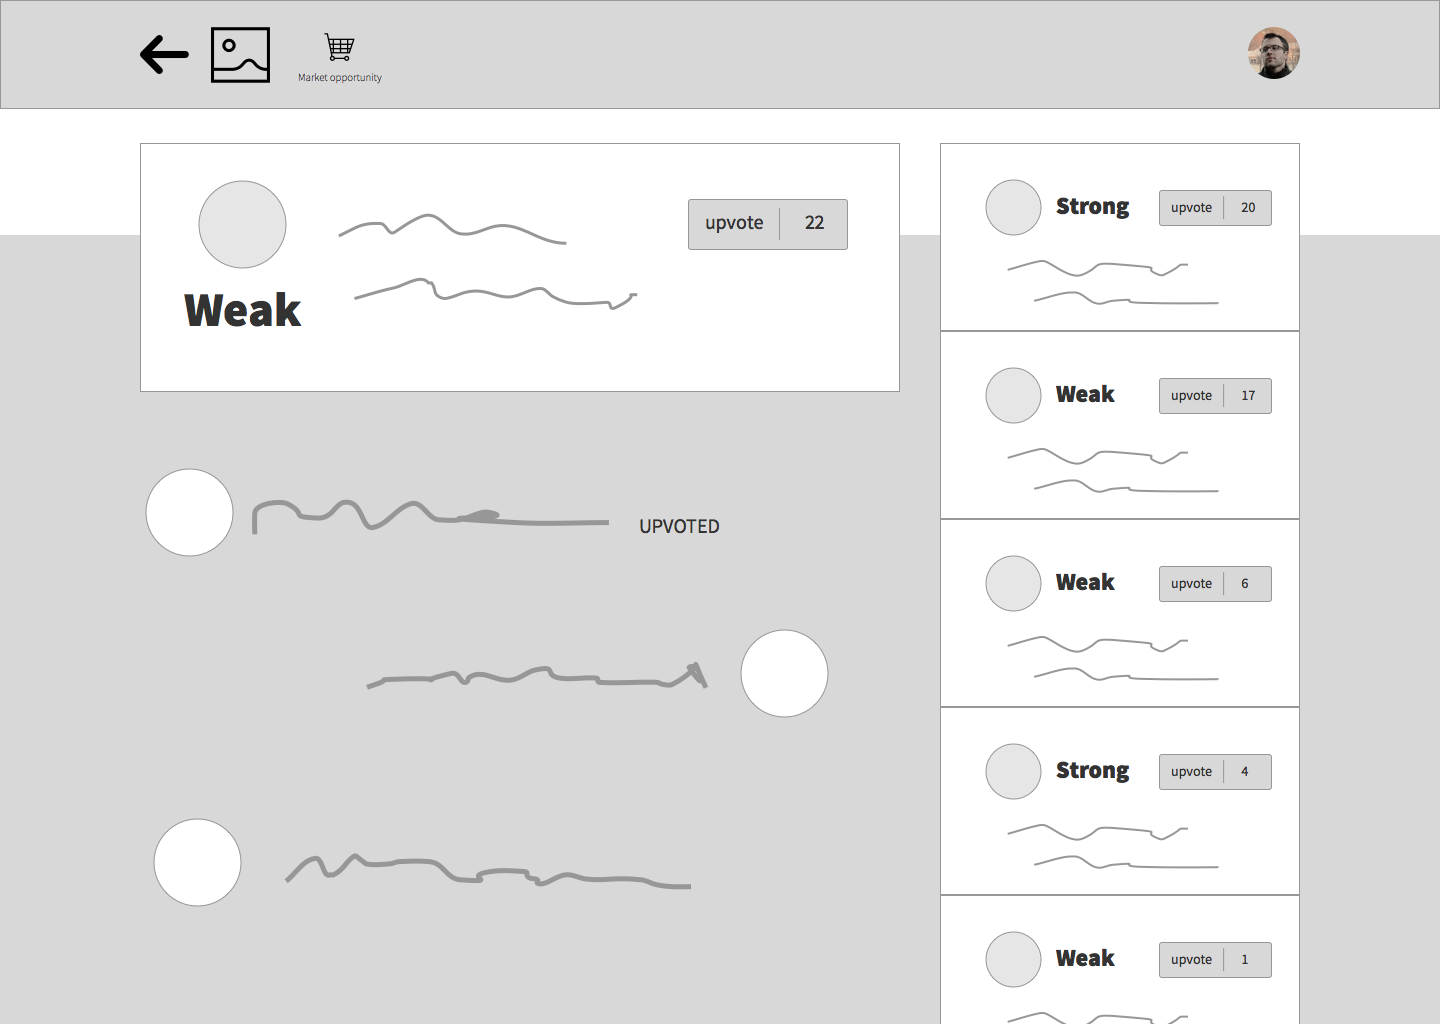 Market opportunity
upvote 22
Weak
UPVOTED
Strong upvote 20
Weak upvote 17
Weak upvote 6
Strong upvote 4
Weak upvote 1